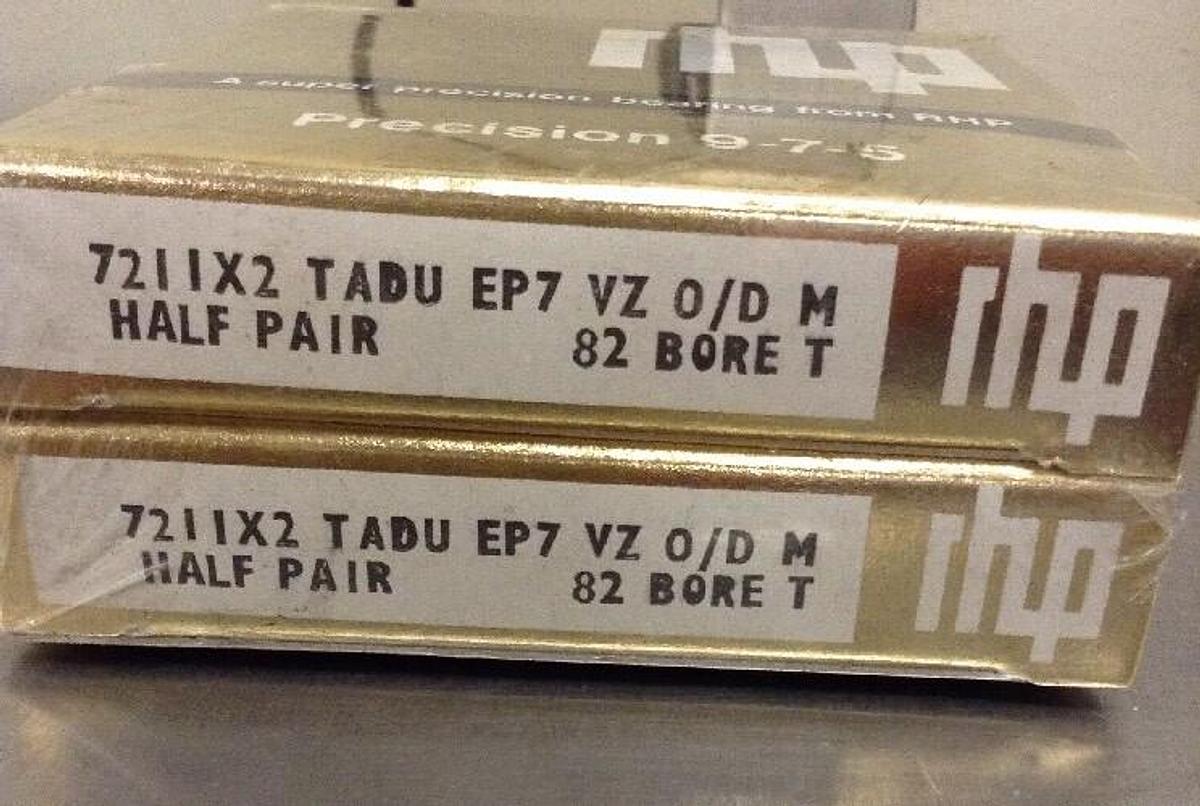 rhp
A super precision bearing from RHP
Precision 9-7-5
7211X2 TADU EP7 VZ O/D M
HALF PAIR 82 BORE T
rhp
7211X2 TADU EP7 VZ O/D M
HALF PAIR 82 BORE T
rhp